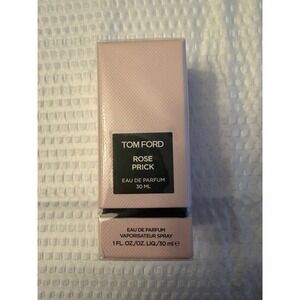 TOM FORD
ROSE
PRICK
EAU DE PARFUM
30 ML
EAU DE PARFUM
VAPORISATEUR SPRAY
1 FL. OZ./OZ. LIQ./30 ml ℮